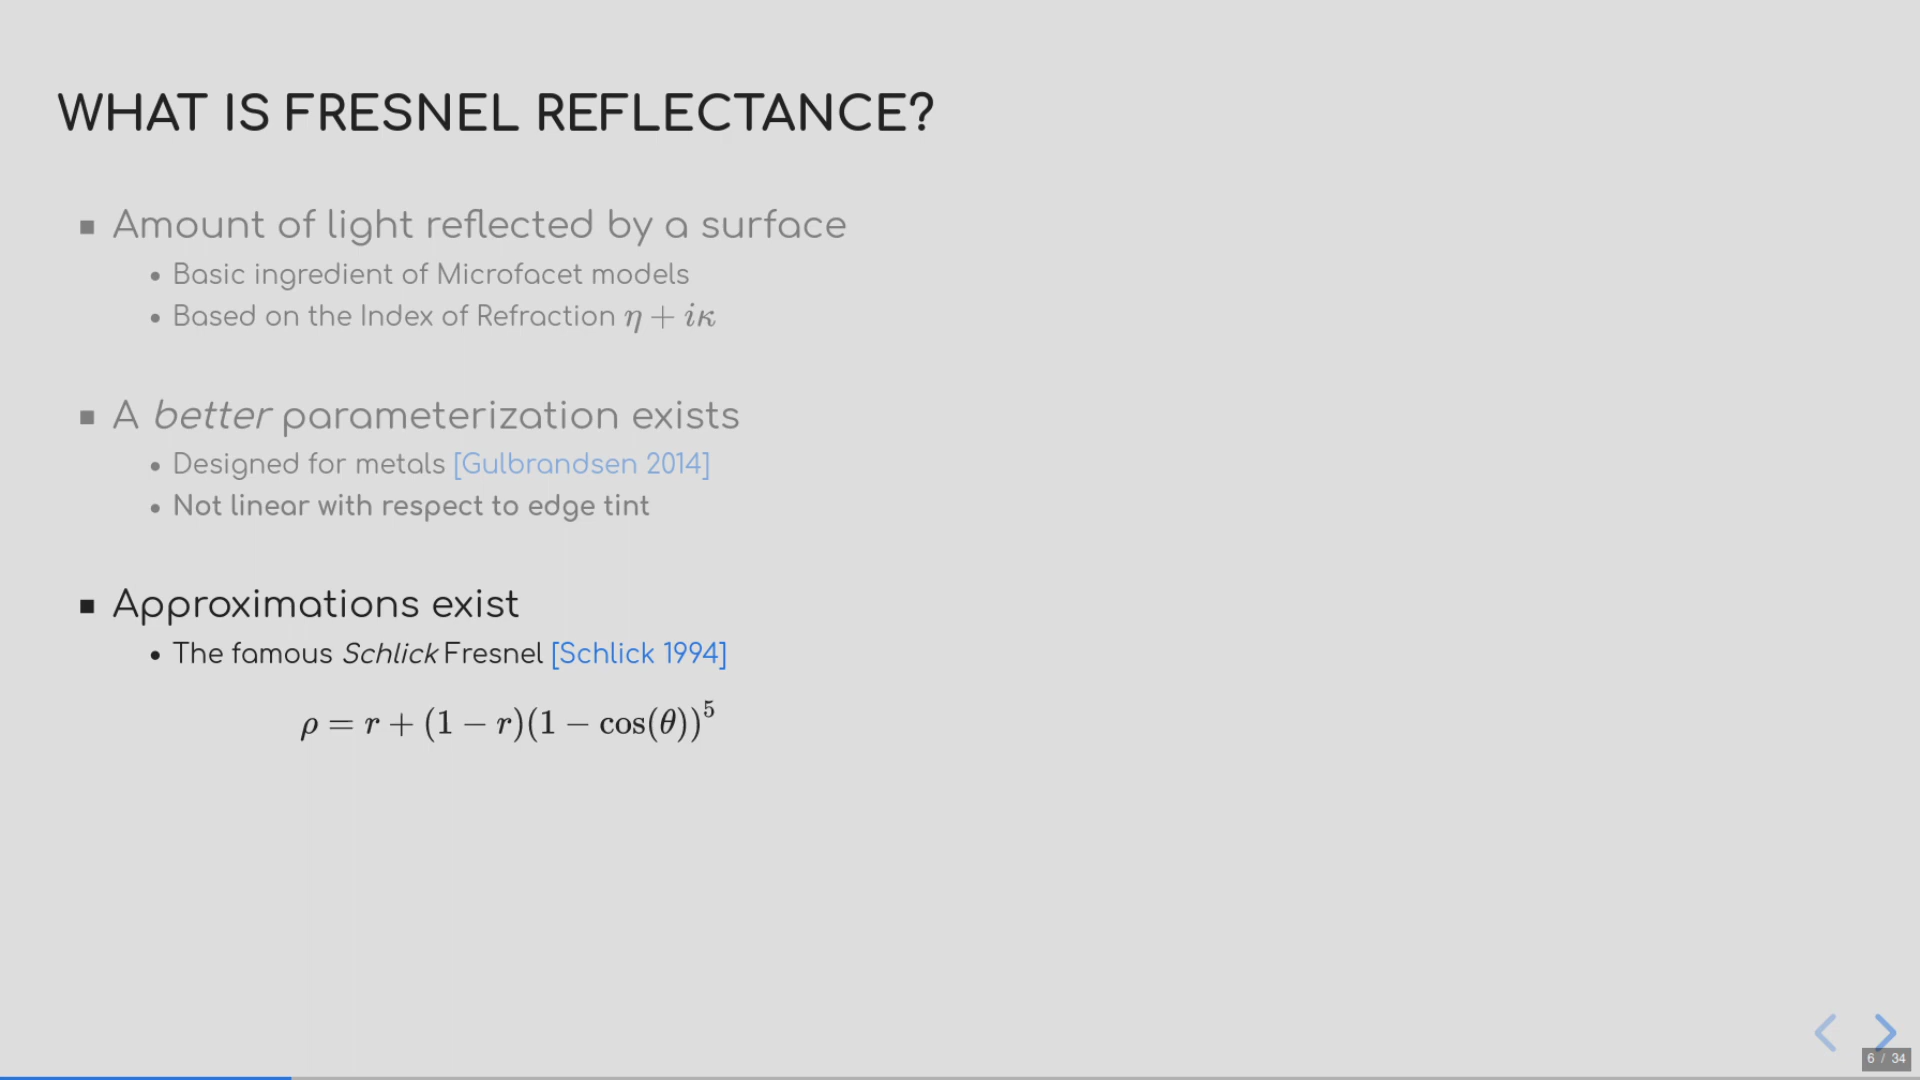 WHAT IS FRESNEL REFLECTANCE?
Amount of light reflected by a surface
Basic ingredient of Microfacet models
Based on the Index of Refraction η + iκ
A better parameterization exists
Designed for metals [Gulbrandsen 2014]
Not linear with respect to edge tint
Approximations exist
The famous Schlick Fresnel [Schlick 1994]
ρ = r + (1 − r)(1 − cos(θ))⁵
6 / 34